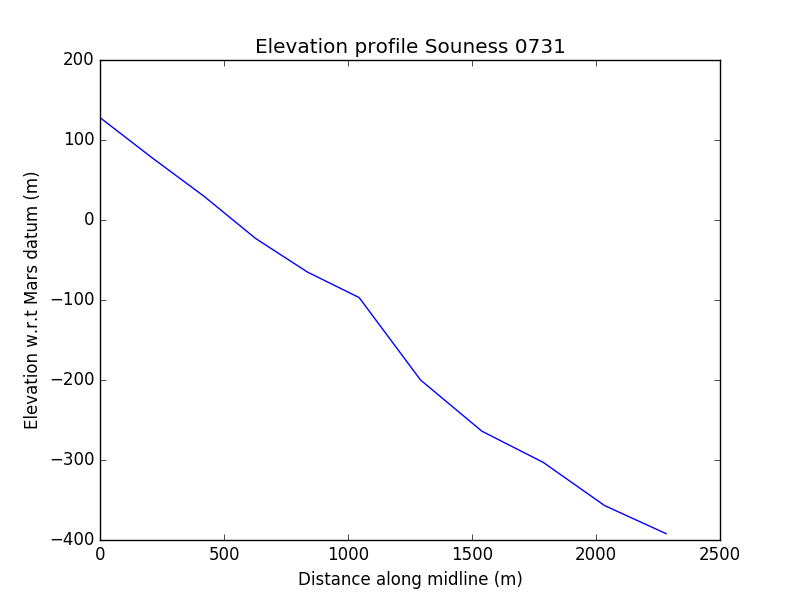 Elevation profile Souness 0731
200
100
0
−100
−200
−300
−400
Elevation w.r.t Mars datum (m)
0 500 1000 1500 2000 2500
Distance along midline (m)